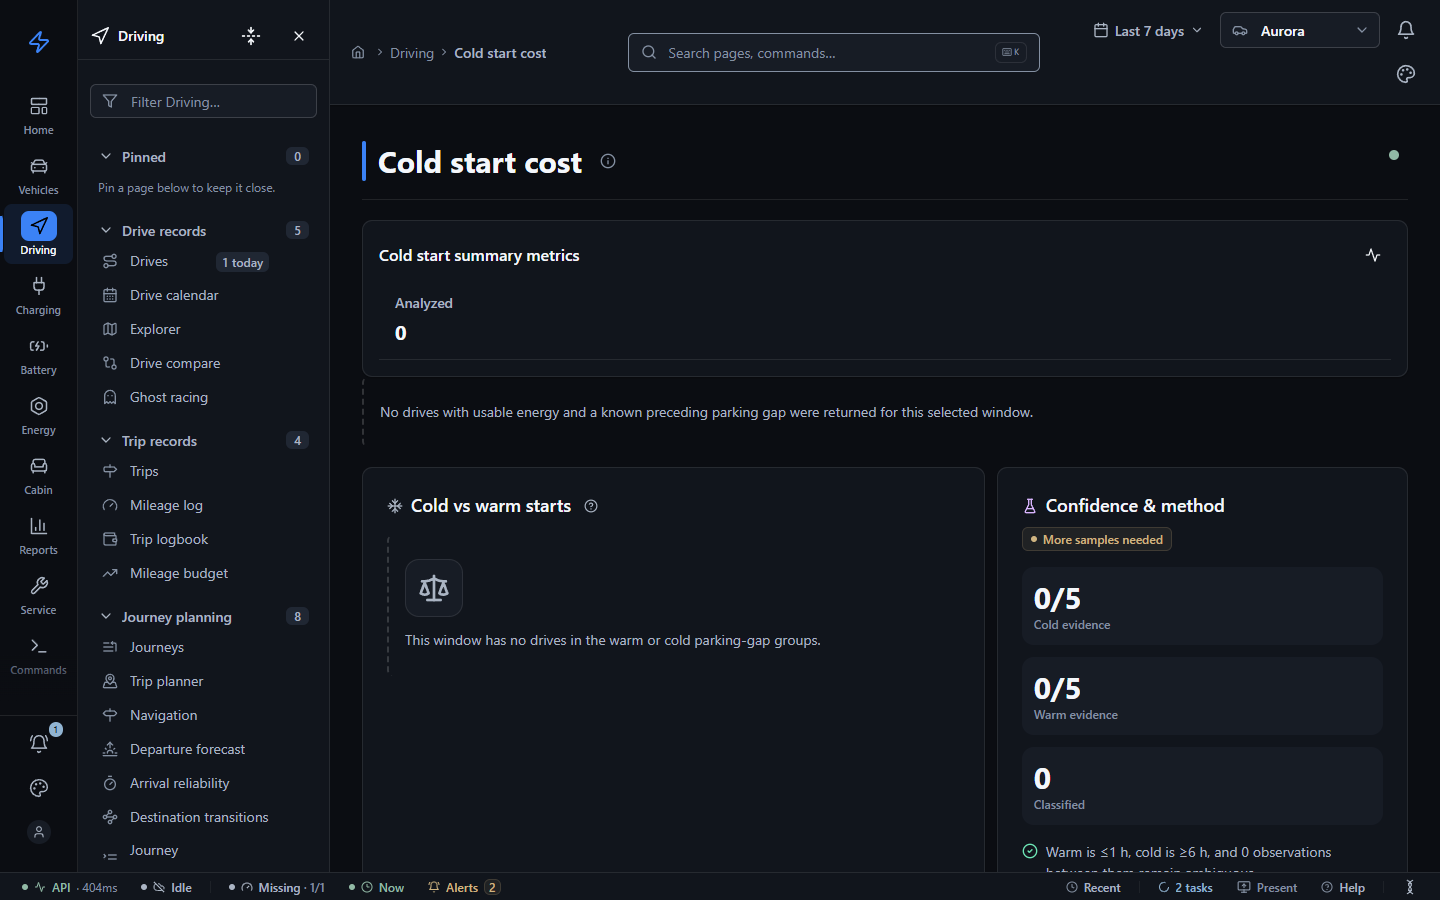 Home
Vehicles
Driving
Charging
Battery
Energy
Cabin
Reports
Service
Commands
1
Driving
Filter Driving...
Pinned 0
Pin a page below to keep it close.
Drive records 5
Drives 1 today
Drive calendar
Explorer
Drive compare
Ghost racing
Trip records 4
Trips
Mileage log
Trip logbook
Mileage budget
Journey planning 8
Journeys
Trip planner
Navigation
Departure forecast
Arrival reliability
Destination transitions
Journey
Driving Cold start cost
Search pages, commands... K
Last 7 days
Aurora
Cold start cost
Cold start summary metrics
Analyzed
0
No drives with usable energy and a known preceding parking gap were returned for this selected window.
Cold vs warm starts
This window has no drives in the warm or cold parking-gap groups.
Confidence & method
More samples needed
0/5
Cold evidence
0/5
Warm evidence
0
Classified
Warm is ≤1 h, cold is ≥6 h, and 0 observations
between them remain ambiguous.
API · 404ms Idle Missing · 1/1 Now Alerts 2 Recent 2 tasks Present Help